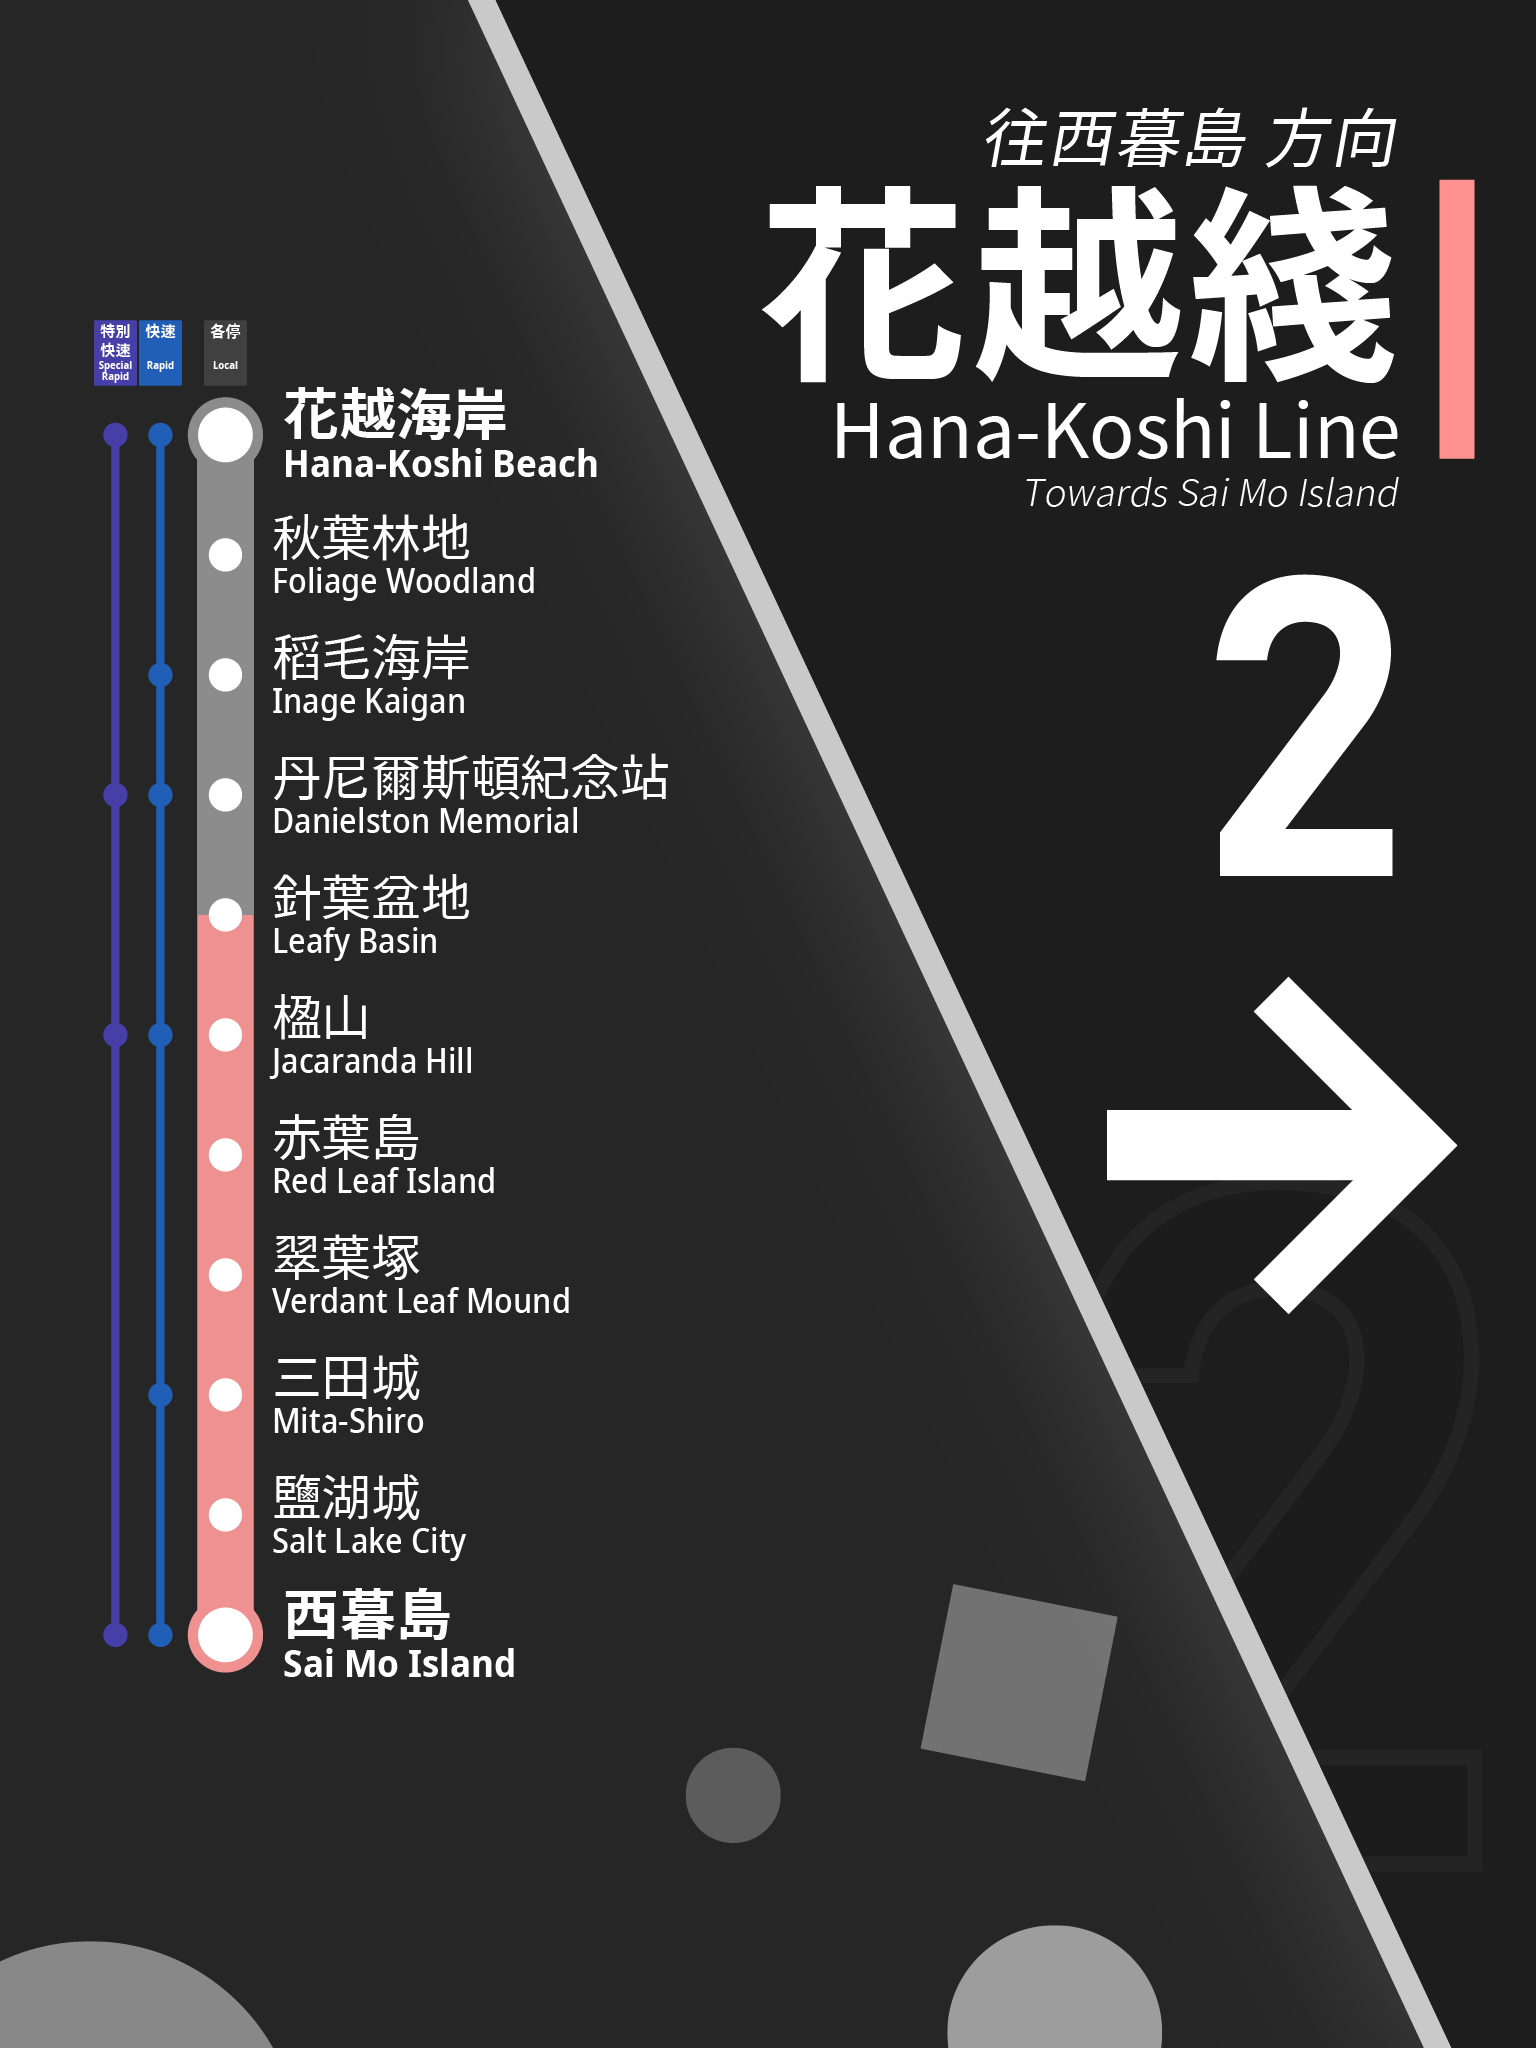 往西暮島 方向
花越綫
Hana-Koshi Line
Towards Sai Mo Island
2
特別
快速
Special
Rapid
快速
Rapid
各停
Local
花越海岸
Hana-Koshi Beach
秋葉林地
Foliage Woodland
稻毛海岸
Inage Kaigan
丹尼爾斯頓紀念站
Danielston Memorial
針葉盆地
Leafy Basin
楹山
Jacaranda Hill
赤葉島
Red Leaf Island
翠葉塚
Verdant Leaf Mound
三田城
Mita-Shiro
鹽湖城
Salt Lake City
西暮島
Sai Mo Island
2